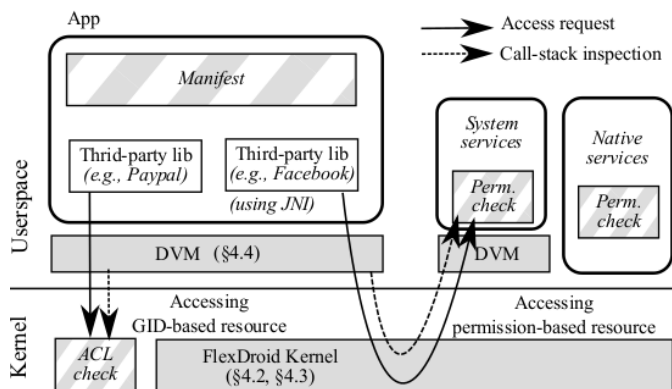 App
Access request
Call-stack inspection
Manifest
Thrid-party lib
(e.g., Paypal)
Third-party lib
(e.g., Facebook)
(using JNI)
System
services
Perm.
check
Native
services
Perm.
check
Userspace
DVM (§4.4)
DVM
Accessing
GID-based resource
Accessing
permission-based resource
Kernel
ACL
check
FlexDroid Kernel
(§4.2, §4.3)